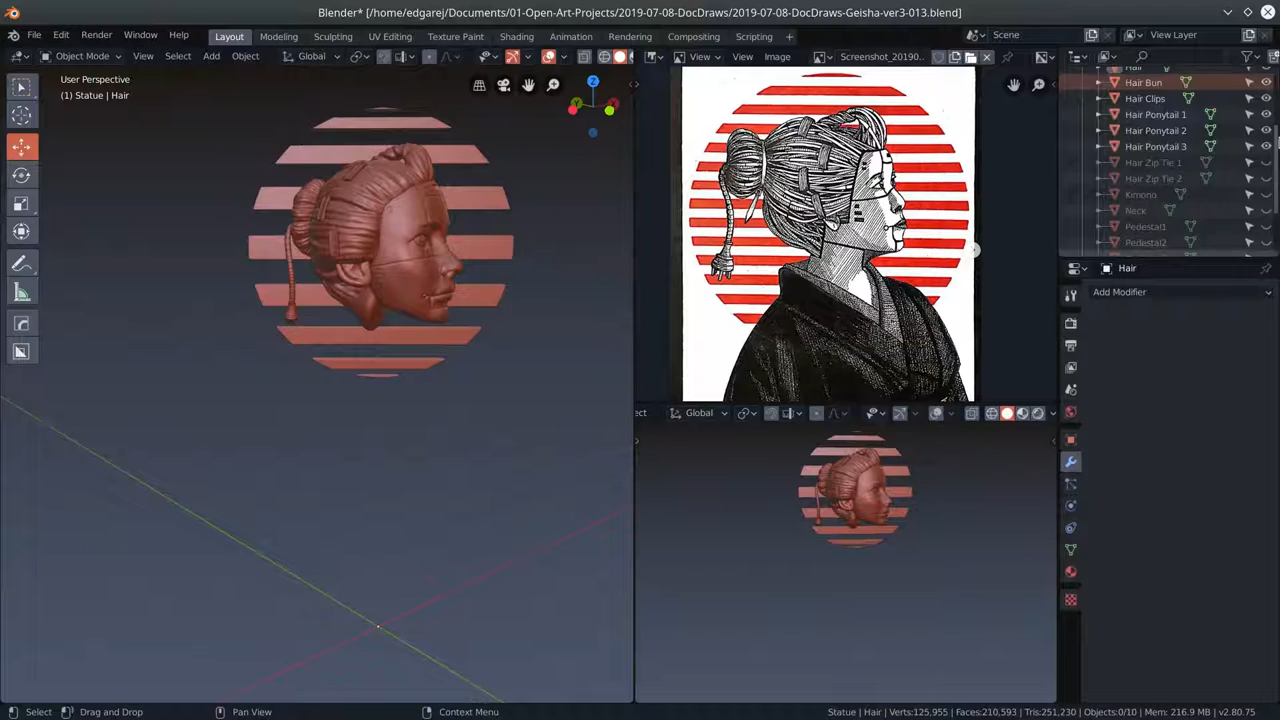 Blender* [/home/edgarej/Documents/01-Open-Art-Projects/2019-07-08-DocDraws/2019-07-08-DocDraws-Geisha-ver3-013.blend]
File Edit Render Window Help Layout Modeling Sculpting UV Editing Texture Paint Shading Animation Rendering Compositing Scripting + Scene View Layer
Object Mode View Select Add Object Global View View Image Screenshot_20190...
User Perspective
(1) Statue | Hair
Z
Hair
Hair Bun
Hair Clips
Hair Ponytail 1
Hair Ponytail 2
Hair Ponytail 3
Hair Zip Tie 1
Hair Zip Tie 2
Kimono
Neck
Pedestal1
Pedestal2
Hair
Add Modifier
ect Global
Select Drag and Drop Pan View Context Menu Statue | Hair | Verts:125,955 | Faces:210,593 | Tris:251,230 | Objects:0/10 | Mem: 216.9 MB | v2.80.75